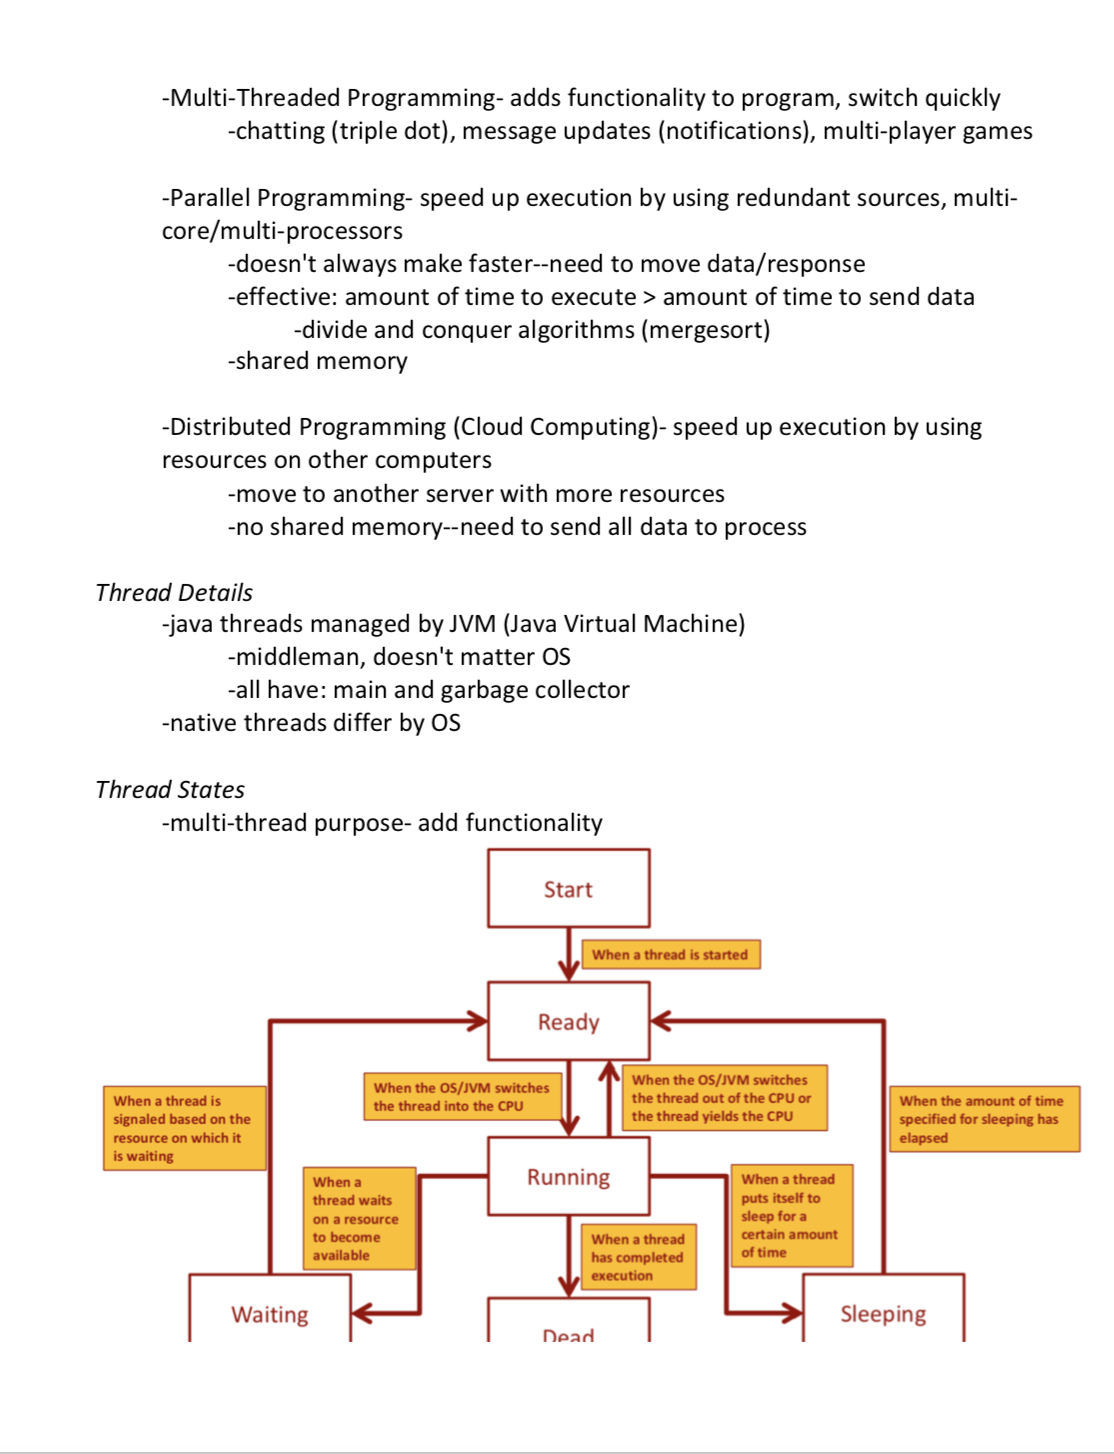 -Multi-Threaded Programming- adds functionality to program, switch quickly
-chatting (triple dot), message updates (notifications), multi-player games
-Parallel Programming- speed up execution by using redundant sources, multi-
core/multi-processors
-doesn't always make faster--need to move data/response
-effective: amount of time to execute > amount of time to send data
-divide and conquer algorithms (mergesort)
-shared memory
-Distributed Programming (Cloud Computing)- speed up execution by using
resources on other computers
-move to another server with more resources
-no shared memory--need to send all data to process
Thread Details
-java threads managed by JVM (Java Virtual Machine)
-middleman, doesn't matter OS
-all have: main and garbage collector
-native threads differ by OS
Thread States
-multi-thread purpose- add functionality
Start
When a thread is started
Ready
When the OS/JVM switches
the thread into the CPU
When the OS/JVM switches
the thread out of the CPU or
the thread yields the CPU
When a thread is
signaled based on the
resource on which it
is waiting
When the amount of time
specified for sleeping has
elapsed
Running
When a
thread waits
on a resource
to become
available
When a thread
puts itself to
sleep for a
certain amount
of time
When a thread
has completed
execution
Waiting
Dead
Sleeping